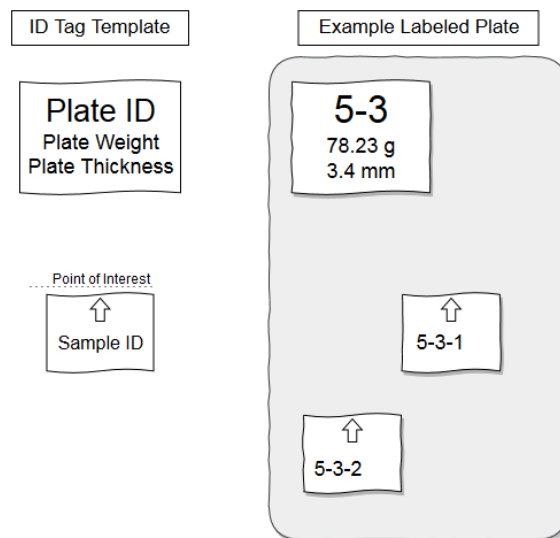 ID Tag Template
Example Labeled Plate
Plate ID
Plate Weight
Plate Thickness
5-3
78.23 g
3.4 mm
Point of Interest
Sample ID
5-3-1
5-3-2